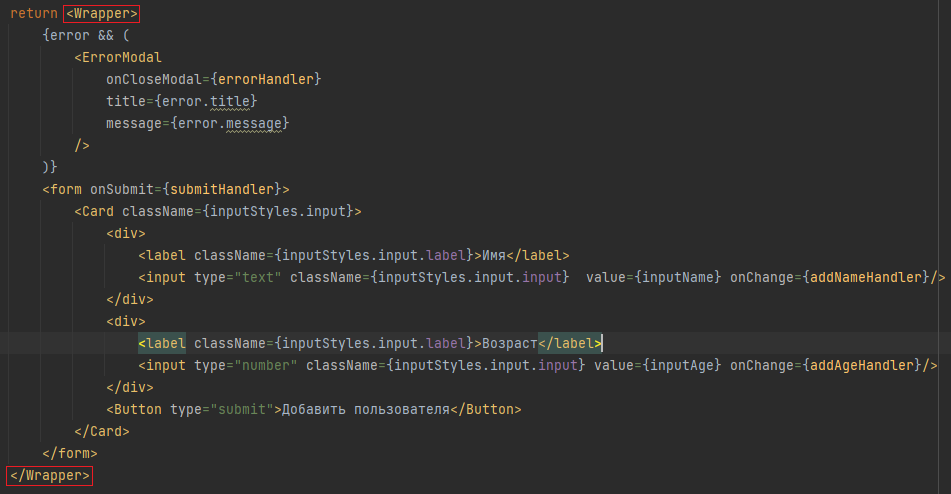 return <Wrapper>
{error && (
<ErrorModal
onCloseModal={errorHandler}
title={error.title}
message={error.message}
/>
)}
<form onSubmit={submitHandler}>
<Card className={inputStyles.input}>
<div>
<label className={inputStyles.input.label}>Имя</label>
<input type="text" className={inputStyles.input.input}  value={inputName} onChange={addNameHandler}/>
</div>
<div>
<label className={inputStyles.input.label}>Возраст</label>
<input type="number" className={inputStyles.input.input} value={inputAge} onChange={addAgeHandler}/>
</div>
<Button type="submit">Добавить пользователя</Button>
</Card>
</form>
</Wrapper>